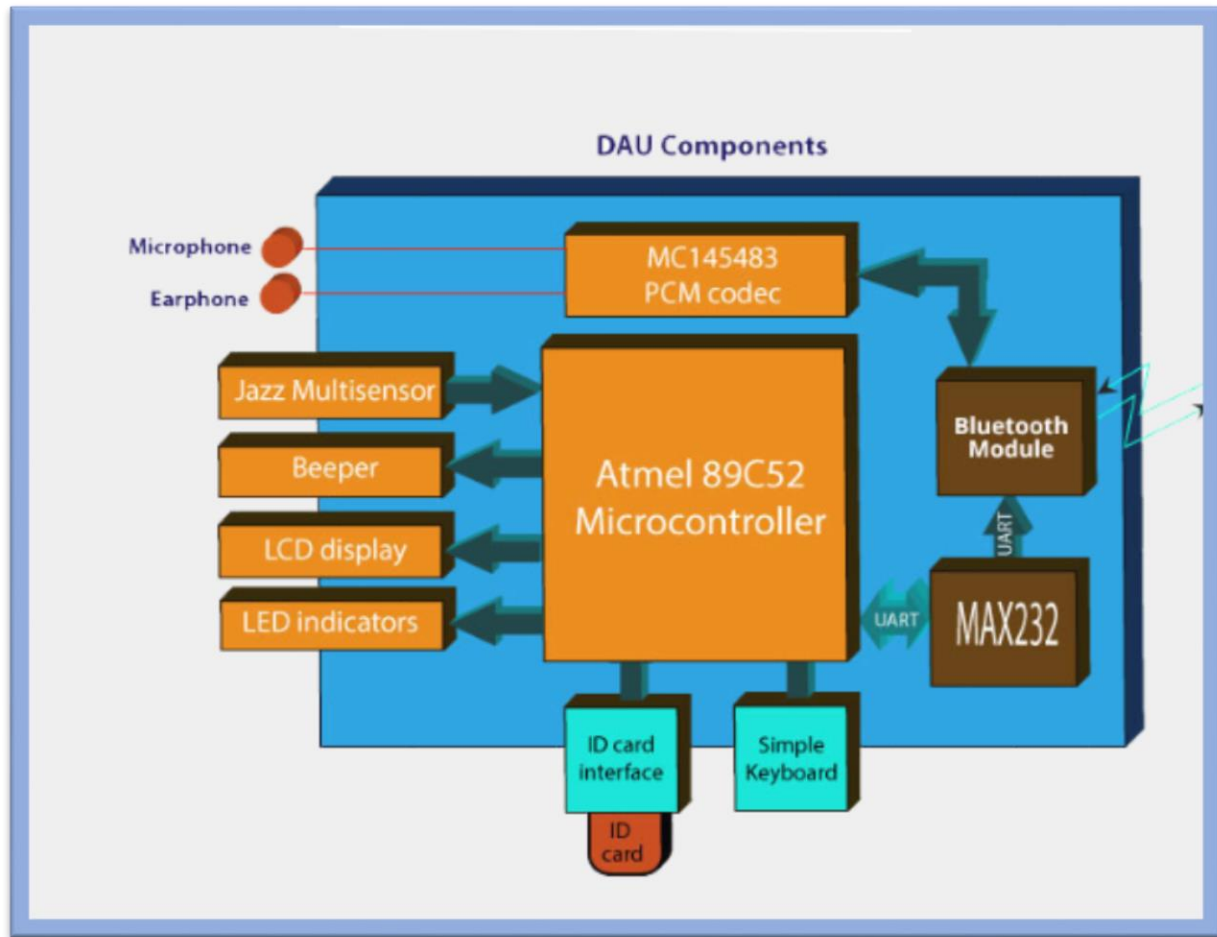 DAU Components
Microphone
Earphone
MC145483
PCM codec
Jazz Multisensor
Beeper
LCD display
LED indicators
Atmel 89C52
Microcontroller
Bluetooth
Module
UART
UART
MAX232
ID card
interface
ID
card
Simple
Keyboard